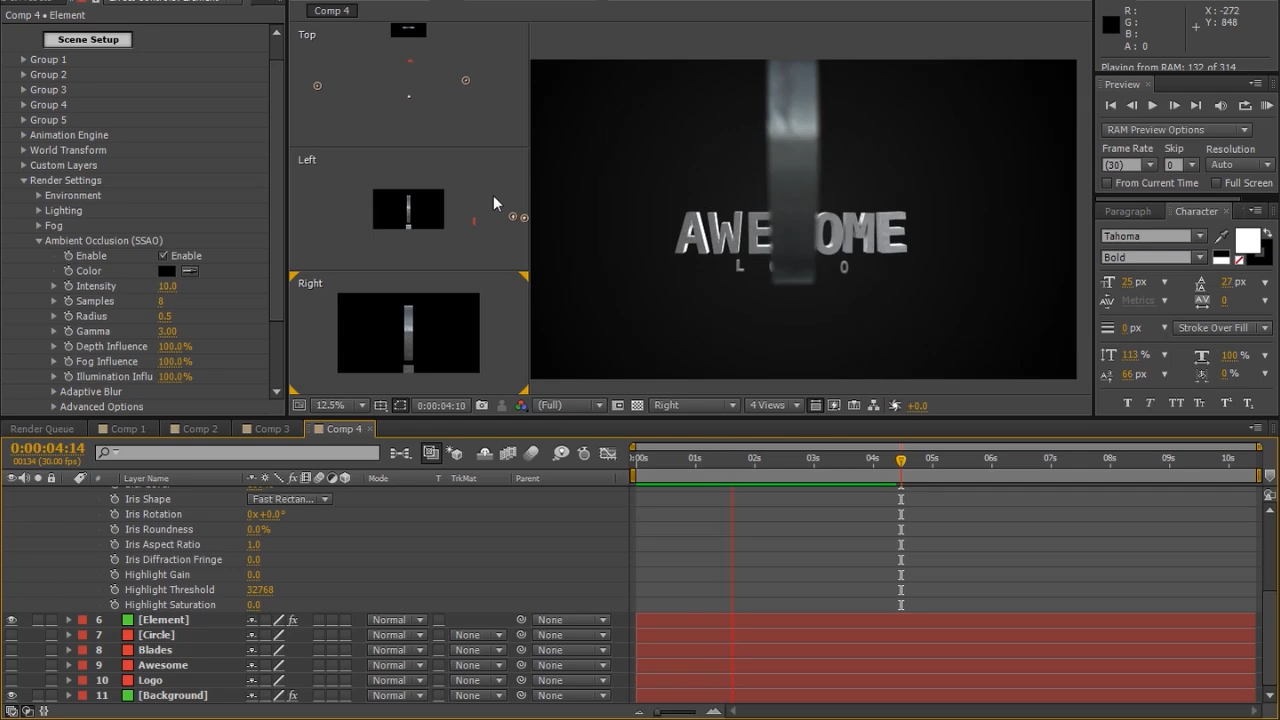 Comp 4 • Element
Scene Setup
Group 1
Group 2
Group 3
Group 4
Group 5
Animation Engine
World Transform
Custom Layers
Render Settings
Environment
Lighting
Fog
Ambient Occlusion (SSAO)
Enable Enable
Color
Intensity 10.0
Samples 8
Radius 0.5
Gamma 3.00
Depth Influence 100.0%
Fog Influence 100.0%
Illumination Influ 100.0%
Adaptive Blur
Advanced Options
Comp 4
Top
Left
Right
AWE OME
L O
12.5% 0:00:04:10 (Full) Right 4 Views +0.0
R : X : -272
G : Y : 848
B :
A : 0
Playing from RAM: 132 of 314
Preview
RAM Preview Options
Frame Rate Skip Resolution
(30) 0 Auto
From Current Time Full Screen
Paragraph Character
Tahoma
Bold
25 px 27 px
Metrics 0
0 px Stroke Over Fill
113 % 100 %
66 px 0 %
T T TT Tt T T
Render Queue Comp 1 Comp 2 Comp 3 Comp 4
0:00:04:14
00134 (30.00 fps)
:00s 01s 02s 03s 04s 05s 06s 07s 08s 09s 10s
# Layer Name Mode T TrkMat Parent
Iris Shape Fast Rectan...
Iris Rotation 0x+0.0°
Iris Roundness 0.0%
Iris Aspect Ratio 1.0
Iris Diffraction Fringe 0.0
Highlight Gain 0.0
Highlight Threshold 32768
Highlight Saturation 0.0
6 [Element] Normal None
7 [Circle] Normal None None
8 Blades Normal None None
9 Awesome Normal None None
10 Logo Normal None None
11 [Background] Normal None None